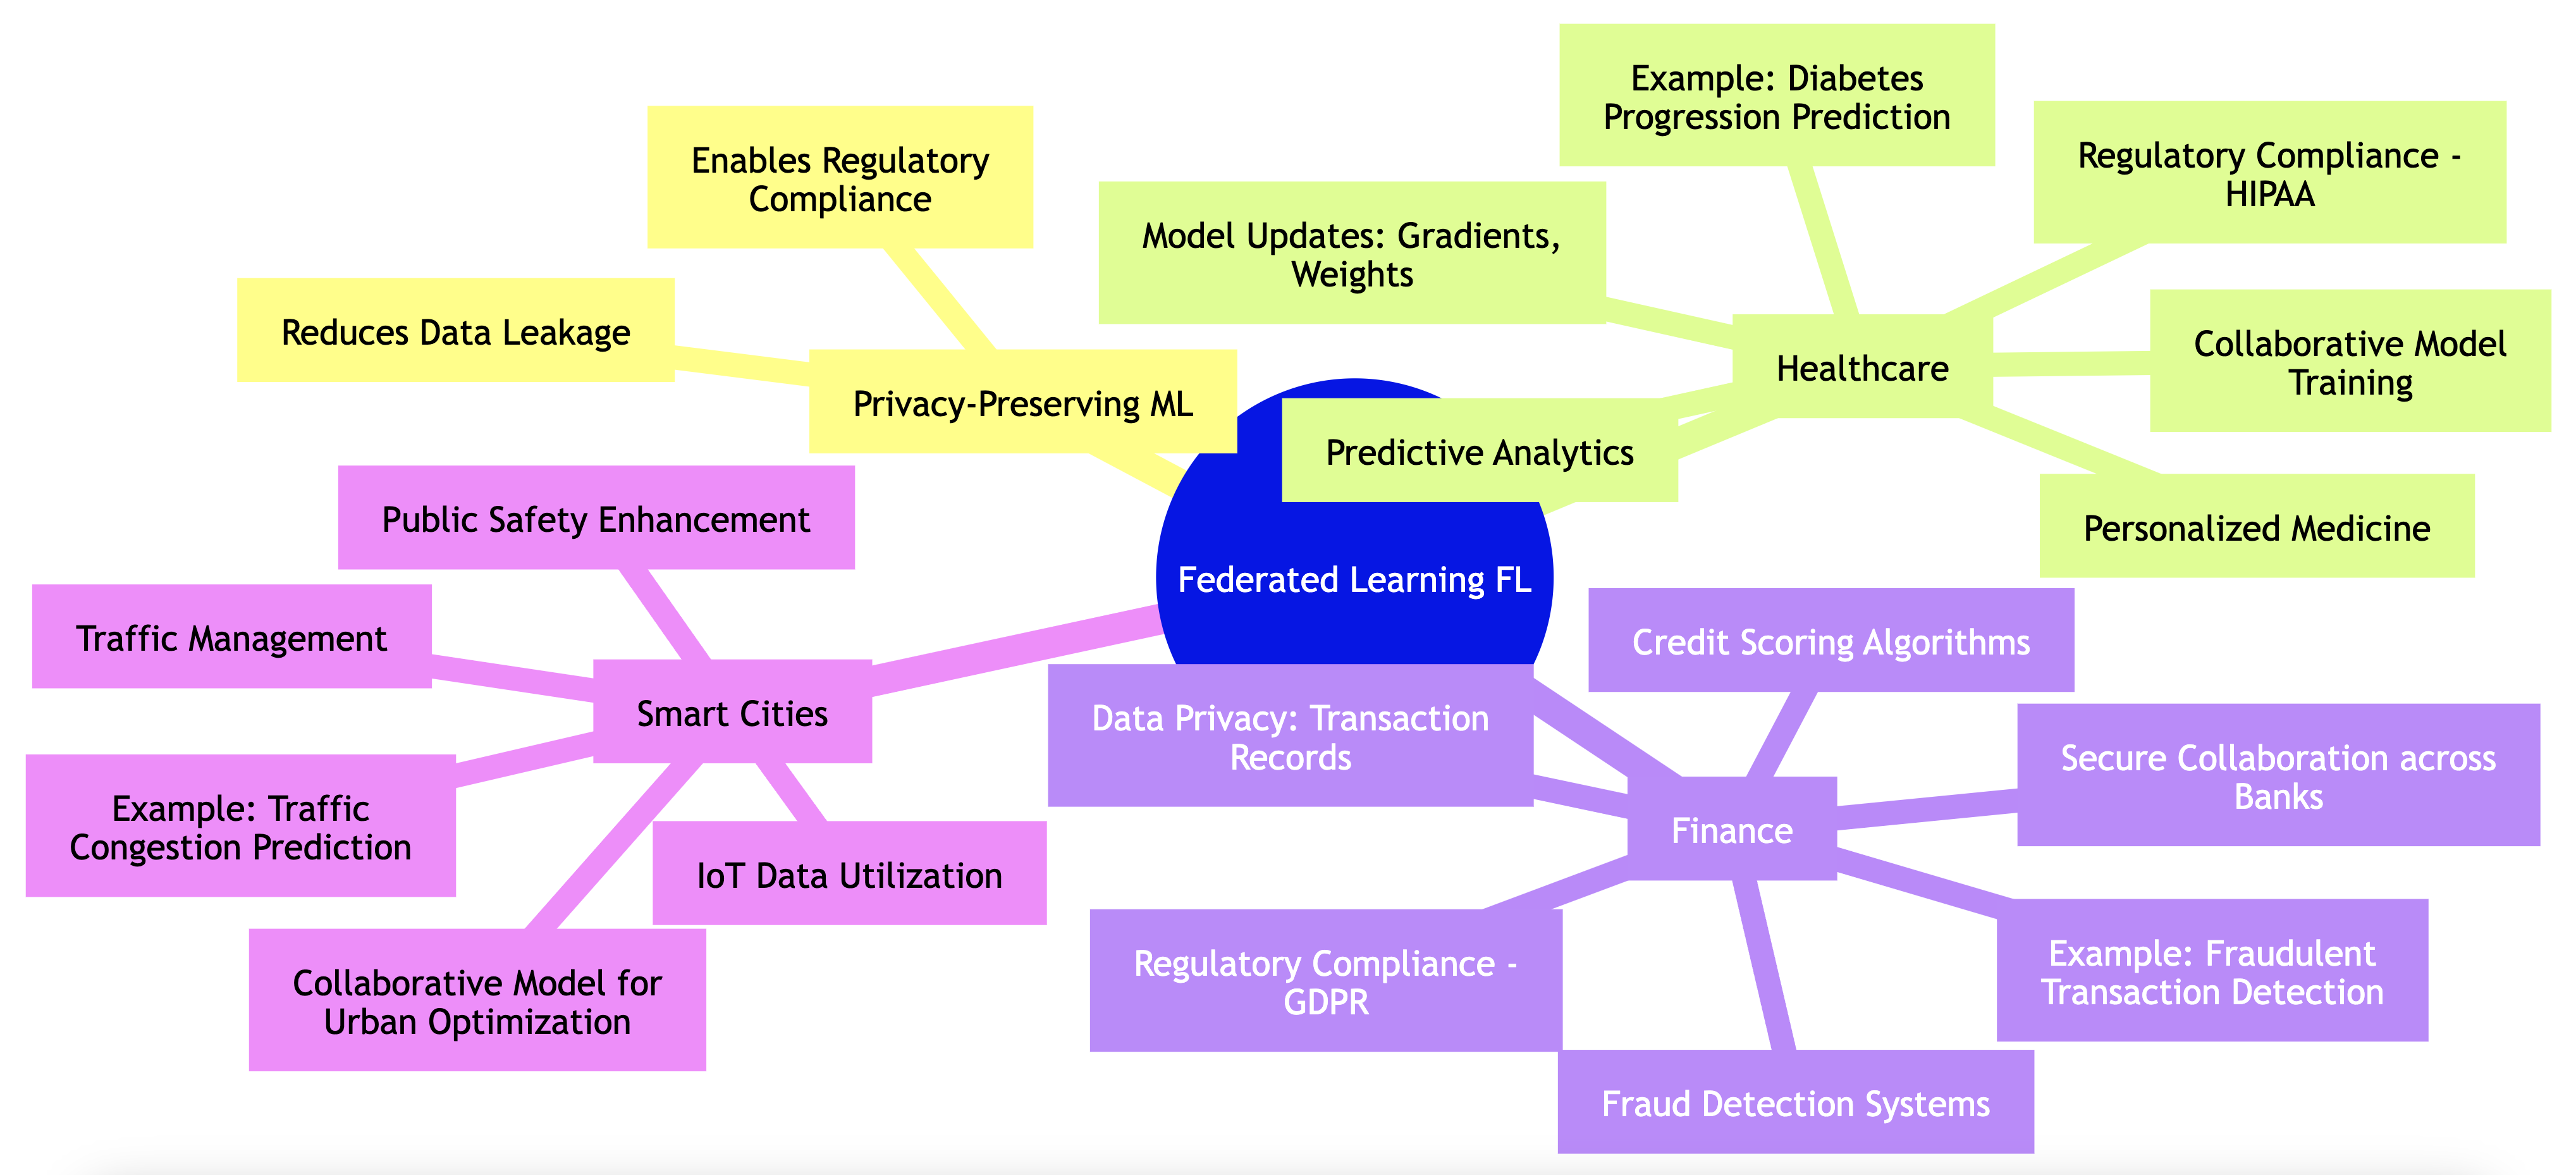 Example: Diabetes
Progression Prediction
Enables Regulatory
Compliance
Regulatory Compliance -
HIPAA
Model Updates: Gradients,
Weights
Reduces Data Leakage
Collaborative Model
Training
Healthcare
Privacy-Preserving ML
Predictive Analytics
Public Safety Enhancement
Personalized Medicine
Federated Learning FL
Traffic Management
Credit Scoring Algorithms
Smart Cities
Data Privacy: Transaction
Records
Secure Collaboration across
Banks
Example: Traffic
Congestion Prediction
Finance
IoT Data Utilization
Collaborative Model for
Urban Optimization
Regulatory Compliance -
GDPR
Example: Fraudulent
Transaction Detection
Fraud Detection Systems